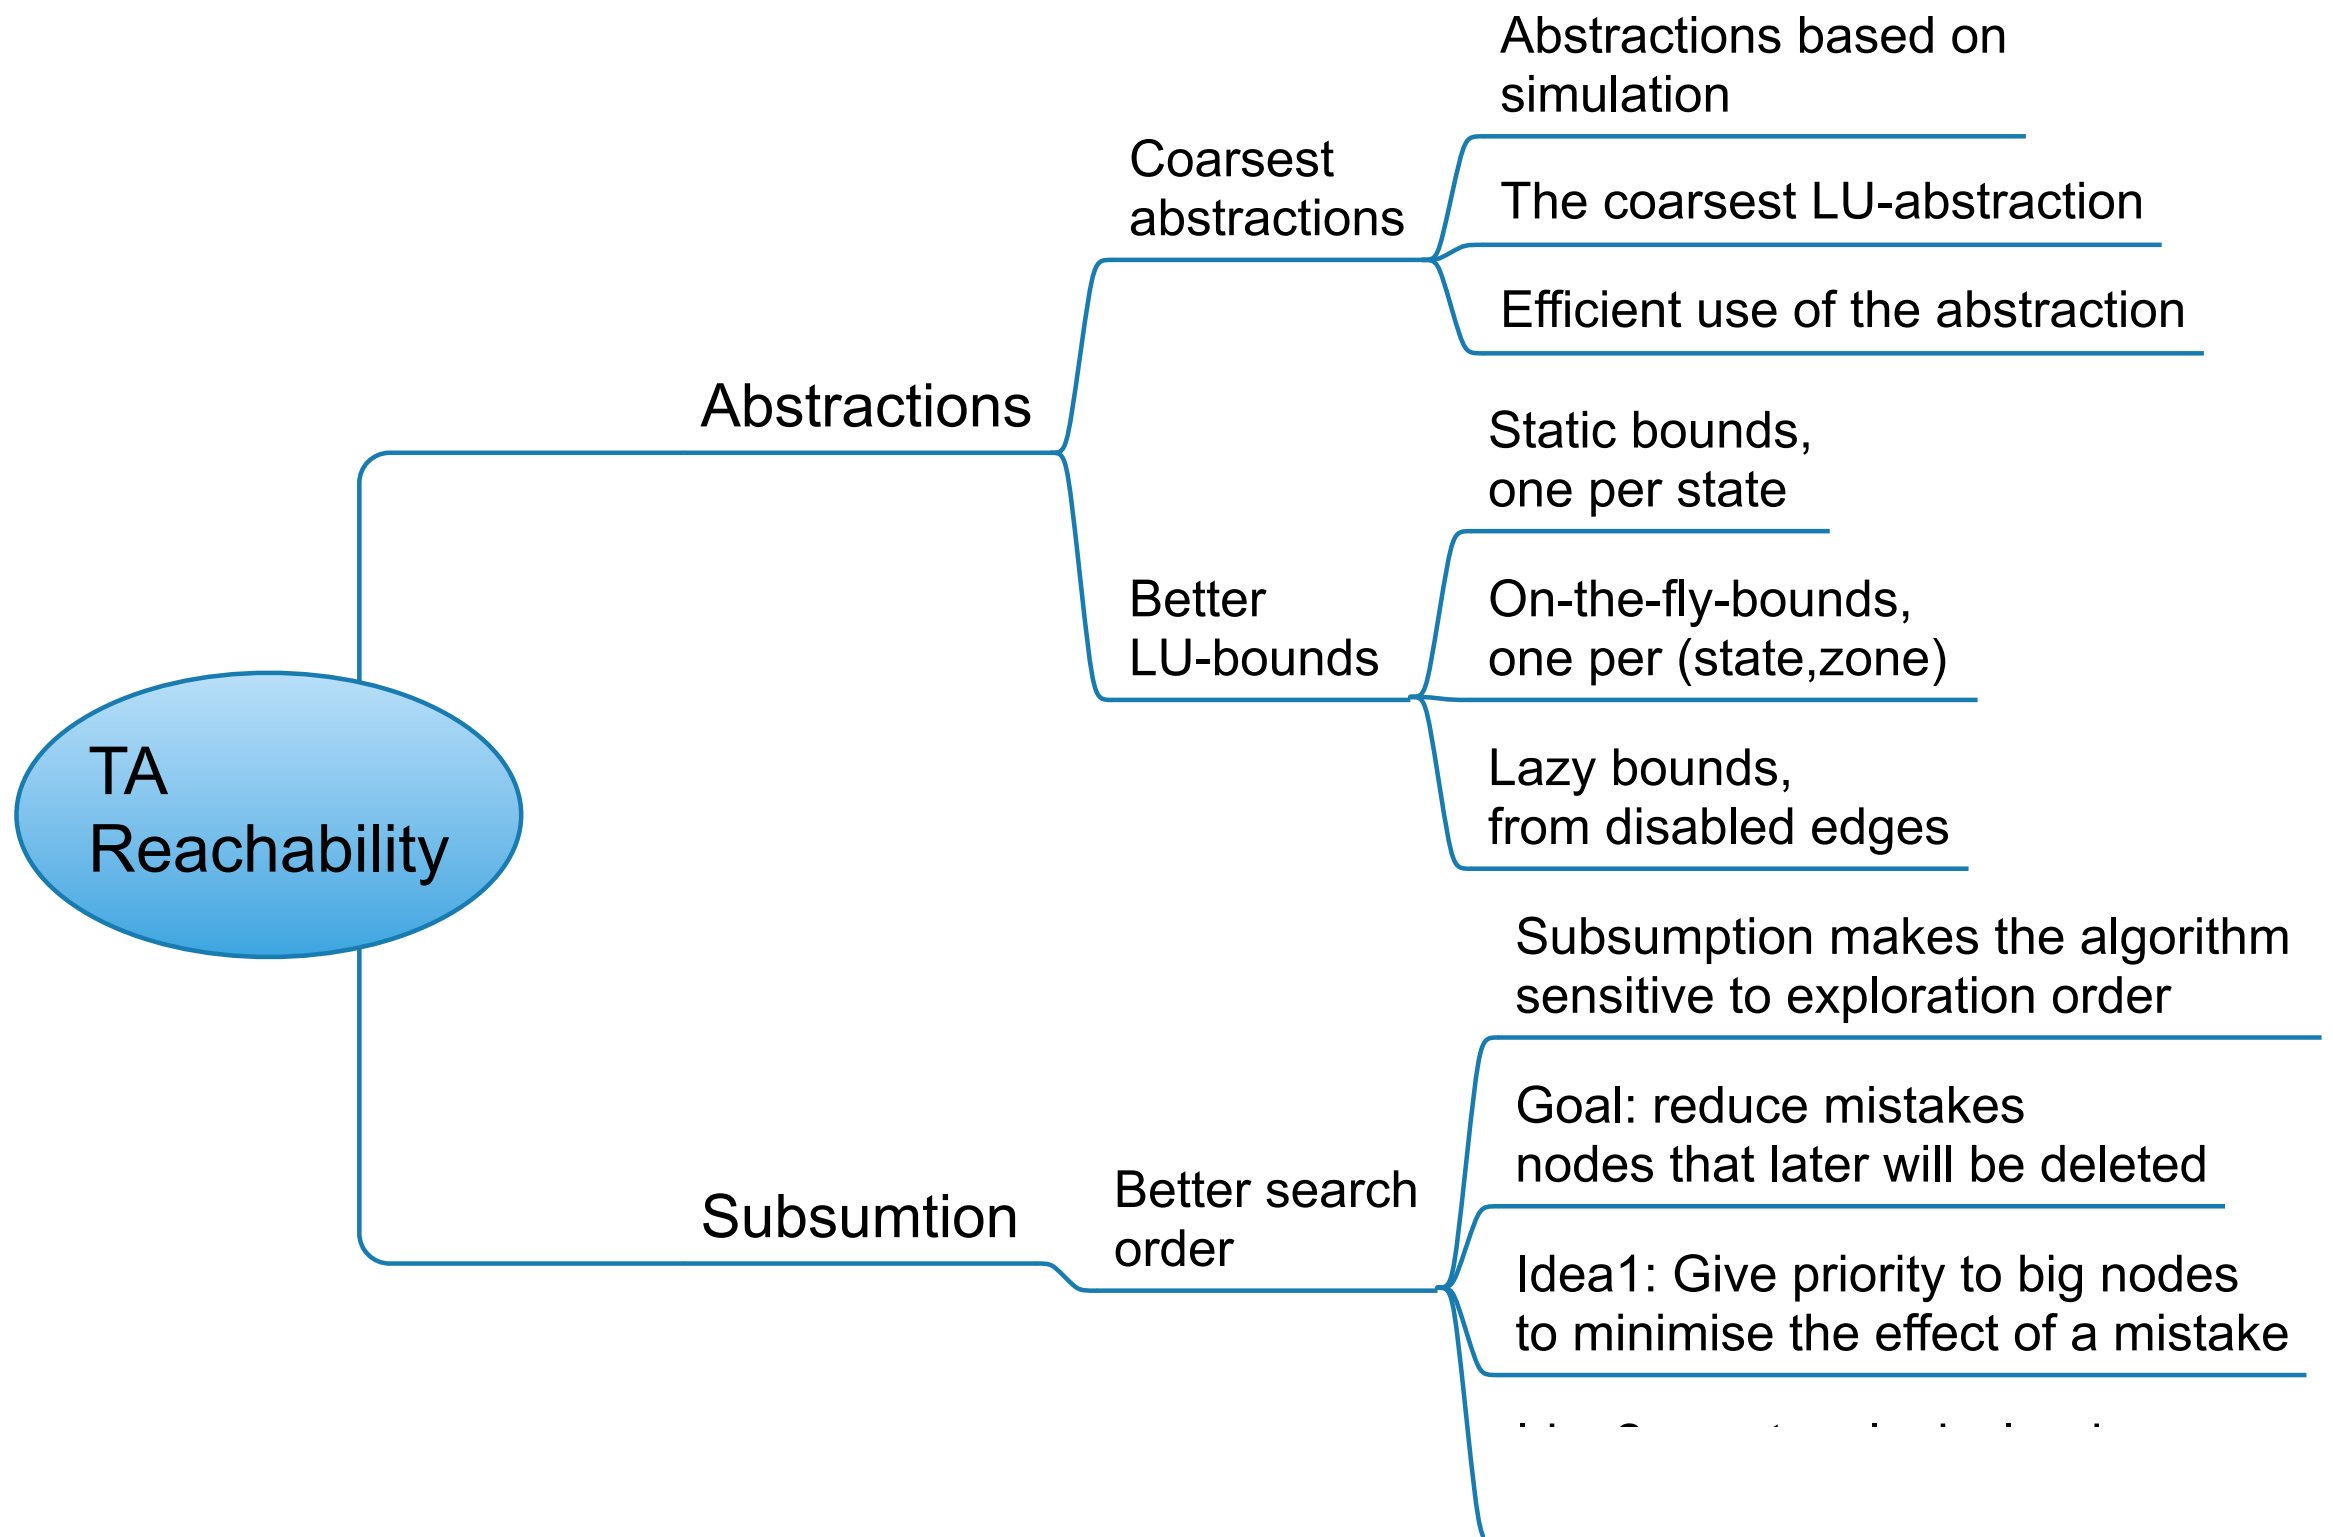 Abstractions based on
simulation
Coarsest
abstractions
The coarsest LU-abstraction
Efficient use of the abstraction
Abstractions
Static bounds,
one per state
Better
LU-bounds
On-the-fly-bounds,
one per (state,zone)
Lazy bounds,
from disabled edges
TA
Reachability
Subsumption makes the algorithm
sensitive to exploration order
Goal: reduce mistakes
nodes that later will be deleted
Subsumtion
Better search
order
Idea1: Give priority to big nodes
to minimise the effect of a mistake